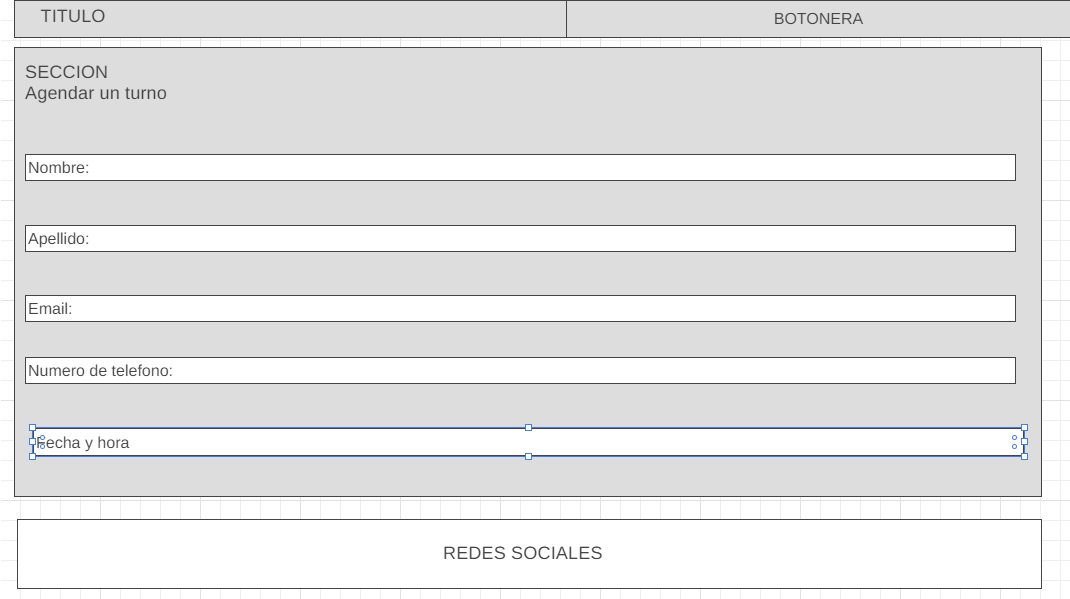 TITULO
BOTONERA
SECCION
Agendar un turno
Nombre:
Apellido:
Email:
Numero de telefono:
Fecha y hora
REDES SOCIALES